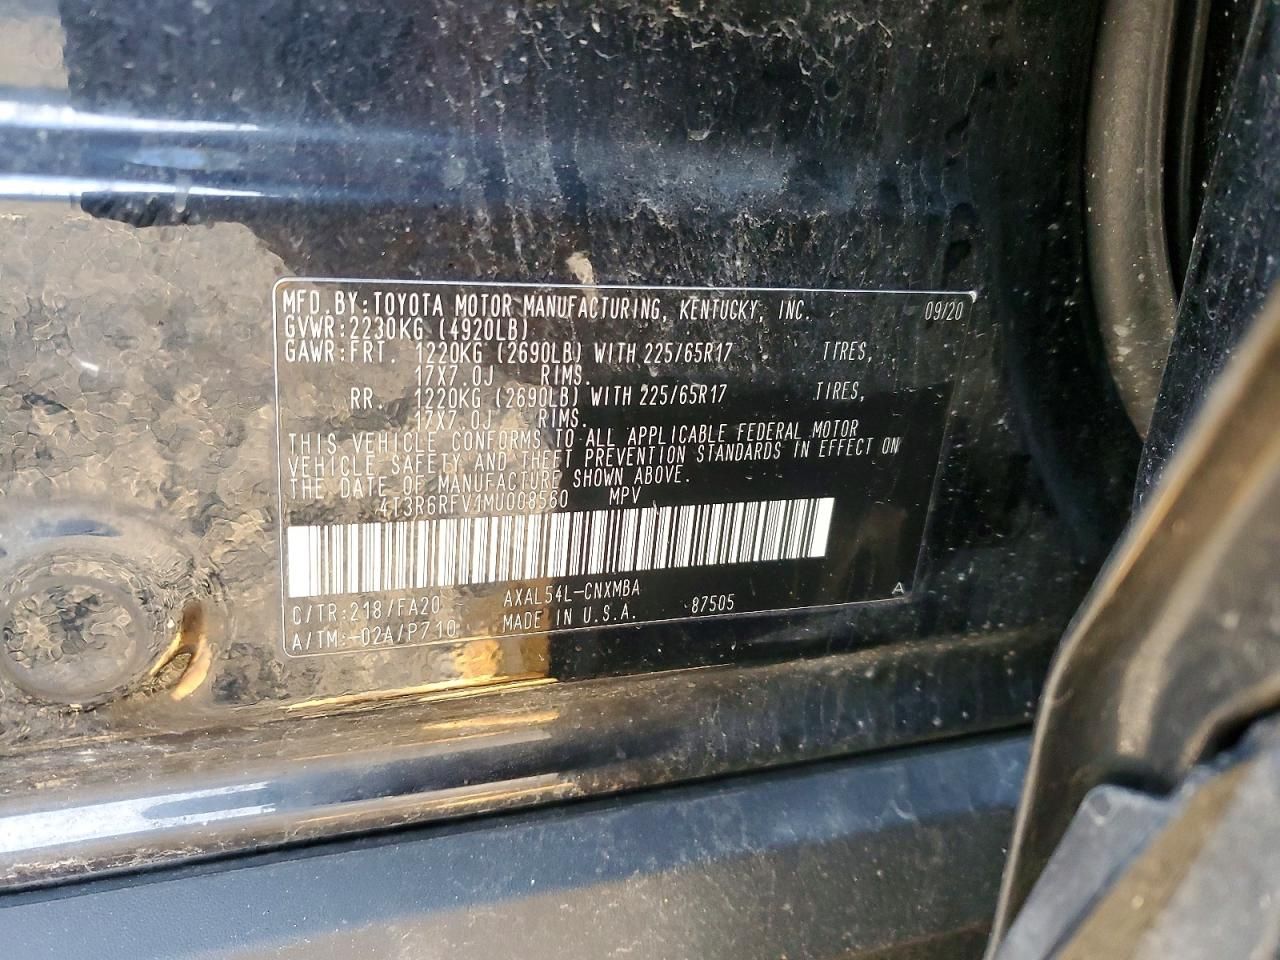 MFD.BY:TOYOTA MOTOR MANUFACTURING, KENTUCKY, INC. 09/20
GVWR:2230KG (4920LB)
GAWR:FRT. 1220KG (2690LB) WITH 225/65R17 TIRES,
17X7.0J RIMS.
RR. 1220KG (2690LB) WITH 225/65R17 TIRES,
17X7.0J RIMS.
THIS VEHICLE CONFORMS TO ALL APPLICABLE FEDERAL MOTOR
VEHICLE SAFETY AND THEFT PREVENTION STANDARDS IN EFFECT ON
THE DATE OF MANUFACTURE SHOWN ABOVE.
4T3R6RFV1MU008560 MPV
C/TR:218/FA20 AXAL54L-CNXMBA A
A/TM:-02A/P710 MADE IN U.S.A. 87505